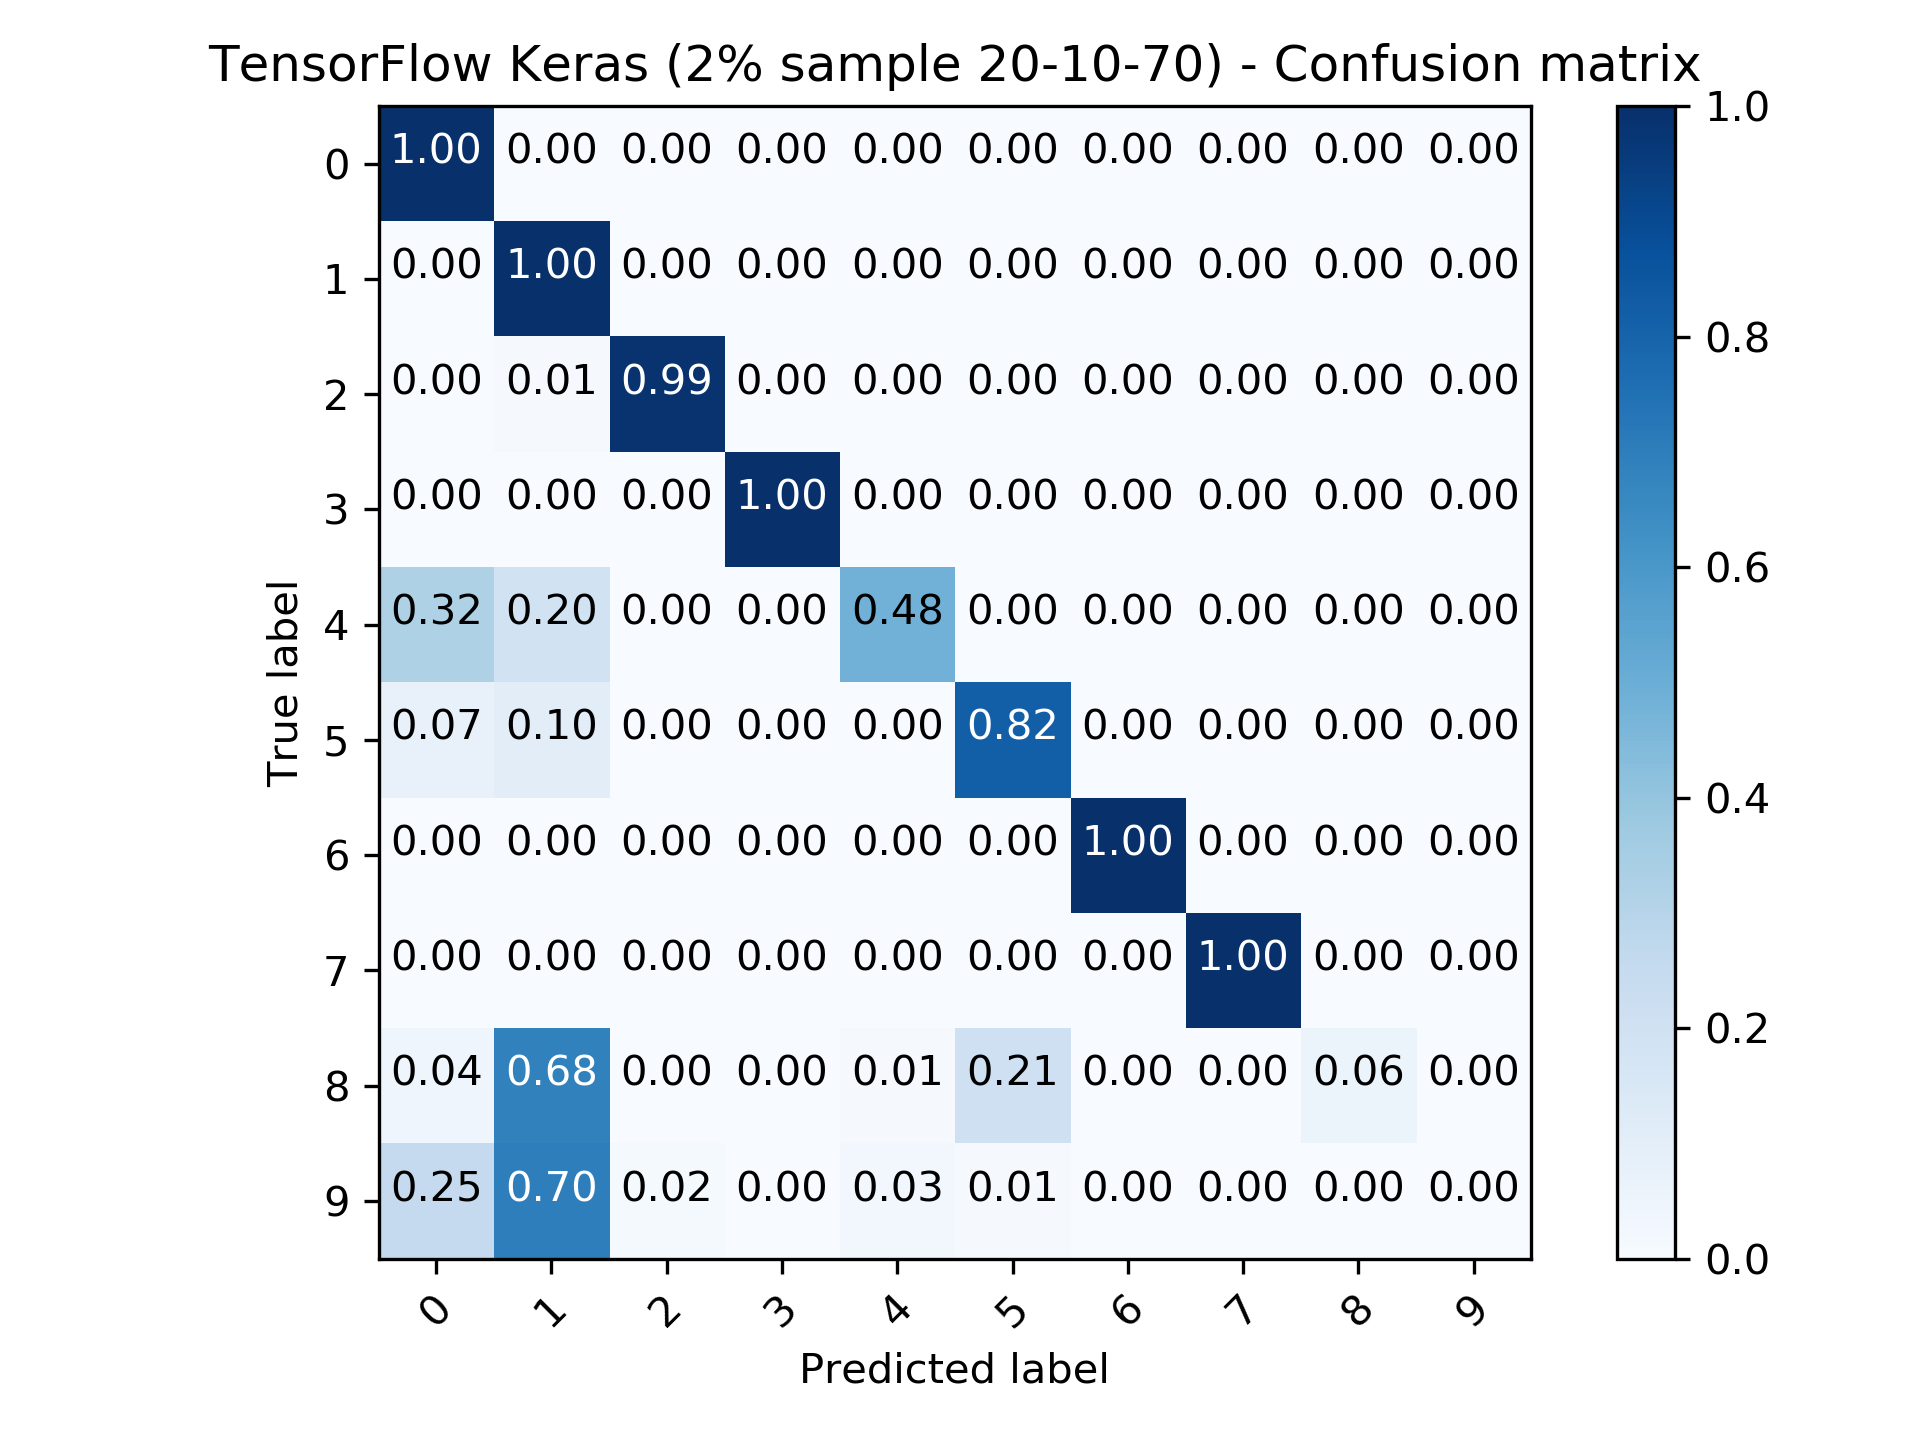 TensorFlow Keras (2% sample 20-10-70) - Confusion matrix
1.0
0 1.00 0.00 0.00 0.00 0.00 0.00 0.00 0.00 0.00 0.00
1 0.00 1.00 0.00 0.00 0.00 0.00 0.00 0.00 0.00 0.00
0.8
2 0.00 0.01 0.99 0.00 0.00 0.00 0.00 0.00 0.00 0.00
3 0.00 0.00 0.00 1.00 0.00 0.00 0.00 0.00 0.00 0.00
0.6
4 0.32 0.20 0.00 0.00 0.48 0.00 0.00 0.00 0.00 0.00
True label
5 0.07 0.10 0.00 0.00 0.00 0.82 0.00 0.00 0.00 0.00
0.4
6 0.00 0.00 0.00 0.00 0.00 0.00 1.00 0.00 0.00 0.00
7 0.00 0.00 0.00 0.00 0.00 0.00 0.00 1.00 0.00 0.00
0.2
8 0.04 0.68 0.00 0.00 0.01 0.21 0.00 0.00 0.06 0.00
9 0.25 0.70 0.02 0.00 0.03 0.01 0.00 0.00 0.00 0.00
0.0
0 1 2 3 4 5 6 7 8 9
Predicted label